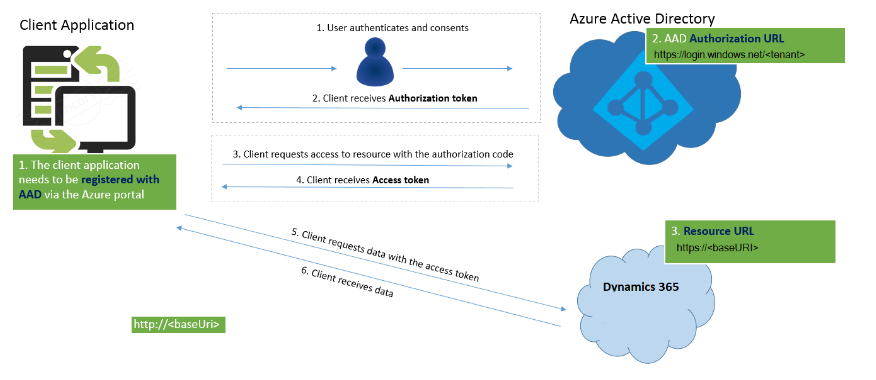 Client Application
Azure Active Directory
1. User authenticates and consents
2. AAD Authorization URL
https://login.windows.net/<tenant>
2. Client receives Authorization token
3. Client requests access to resource with the authorization code
4. Client receives Access token
1. The client application
needs to be registered with
AAD via the Azure portal
3. Resource URL
https://<baseURI>
5. Client requests data with the access token
6. Client receives data
Dynamics 365
http://<baseUri>